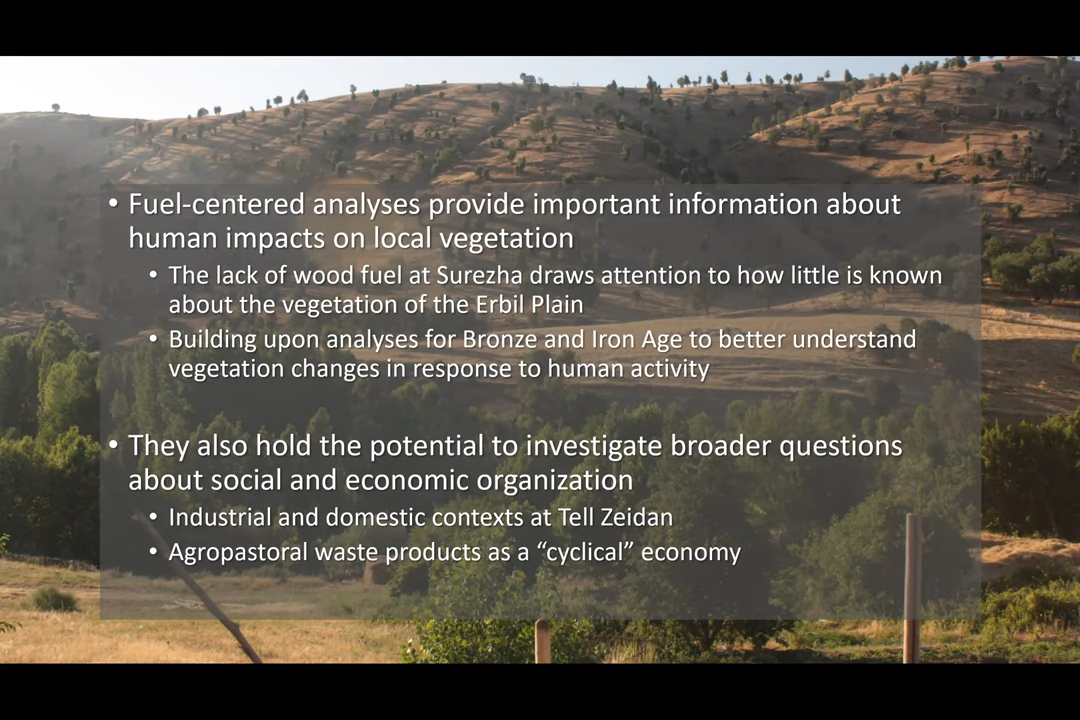 • Fuel-centered analyses provide important information about
human impacts on local vegetation
• The lack of wood fuel at Surezha draws attention to how little is known
about the vegetation of the Erbil Plain
• Building upon analyses for Bronze and Iron Age to better understand
vegetation changes in response to human activity
• They also hold the potential to investigate broader questions
about social and economic organization
• Industrial and domestic contexts at Tell Zeidan
• Agropastoral waste products as a “cyclical” economy